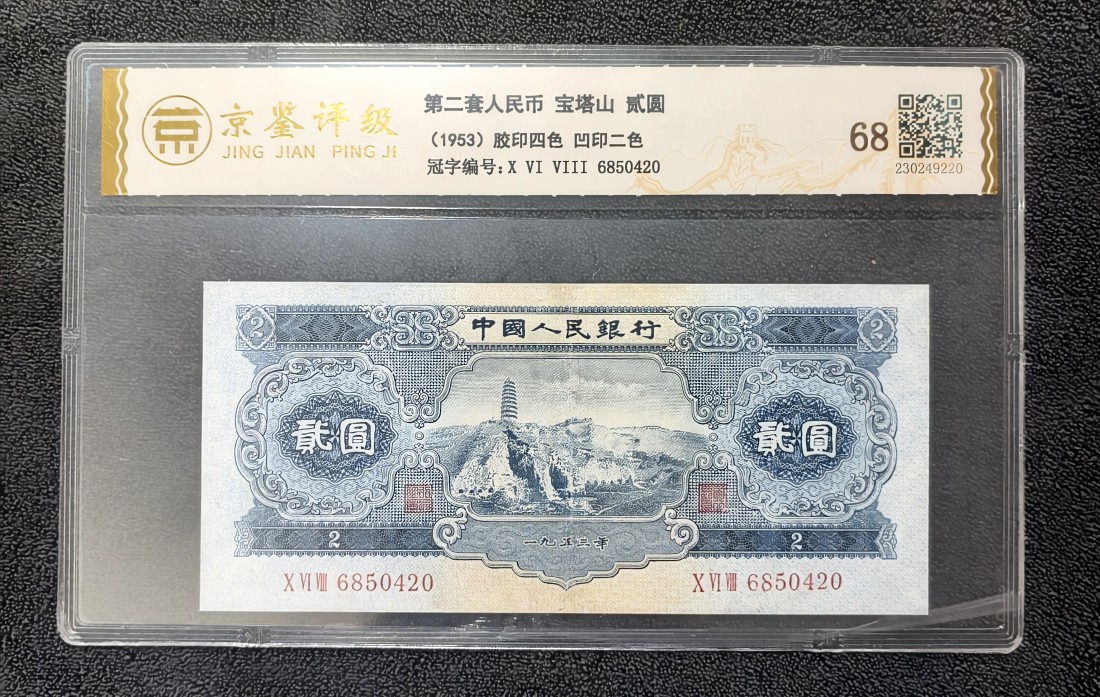 京鉴评级
JING JIAN PING JI
第二套人民币 宝塔山 贰圆
（1953）胶印四色 凹印二色
冠字编号:X VI VIII 6850420
68
230249220
2 中國人民銀行 2
貳圓 貳圓
2 一九五三年 2
X VI VIII 6850420 X VI VIII 6850420